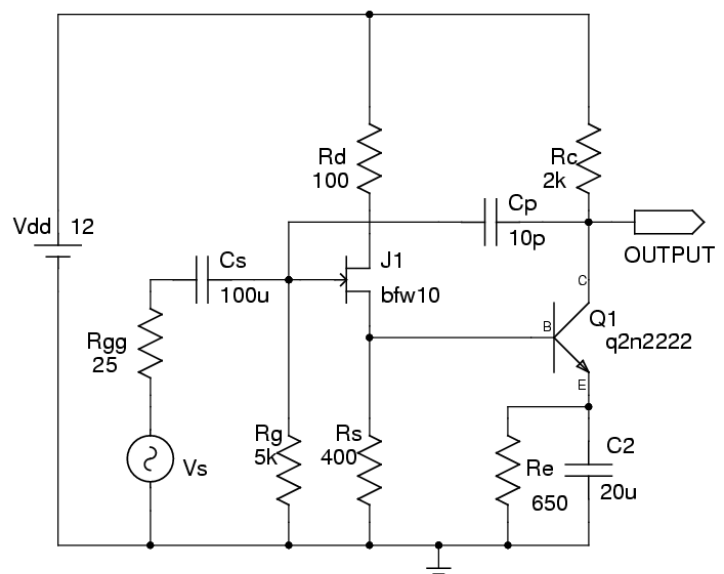 Rd
100
Rc
2k
Cp
10p
OUTPUT
Vdd 12
Cs
100u
J1
bfw10
C
Q1
q2n2222
B
E
Rgg
25
Vs
Rg
5k
Rs
400
Re
650
C2
20u